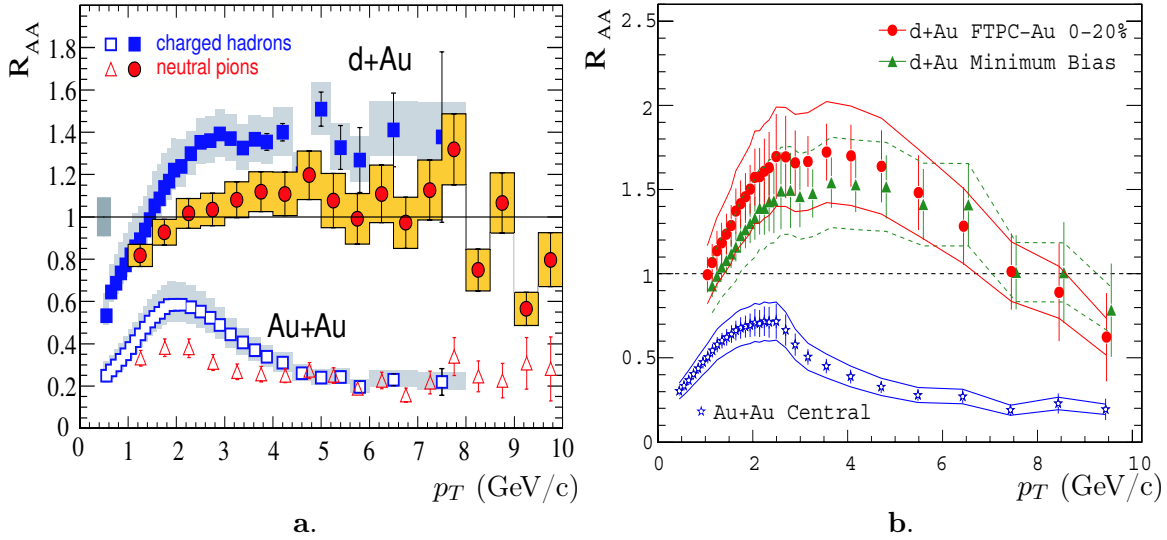 R_AA
1.8
1.6
1.4
1.2
1
0.8
0.6
0.4
0.2
0
0 1 2 3 4 5 6 7 8 9 10
p_T (GeV/c)
charged hadrons
neutral pions
d+Au
Au+Au
a.
R_AA
2.5
2
1.5
1
0.5
0
0 2 4 6 8 10
p_T (GeV/c)
d+Au FTPC-Au 0-20%
d+Au Minimum Bias
Au+Au Central
b.